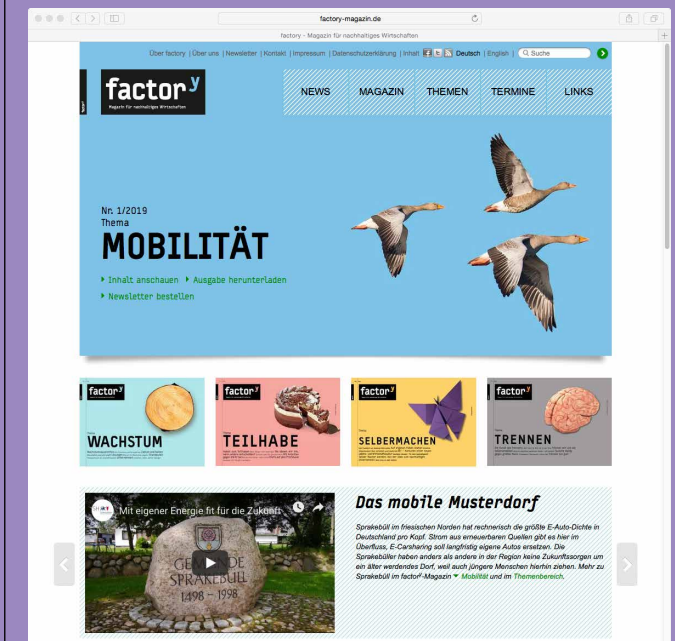 factory-magazin.de
factory - Magazin für nachhaltiges Wirtschaften
Über factory | Über uns | Newsletter | Kontakt | Impressum | Datenschutzerklärung | Inhalt Deutsch | English | Suche
factory
Magazin für nachhaltiges Wirtschaften
NEWS MAGAZIN THEMEN TERMINE LINKS
Nr. 1/2019
Thema
MOBILITÄT
Inhalt anschauen Ausgabe herunterladen
Newsletter bestellen
factory
WACHSTUM
factory
TEILHABE
factory
SELBERMACHEN
factory
TRENNEN
Mit eigener Energie fit für die Zukunft
GEMEINDE
SPRAKEBÜLL
1498 – 1998
Das mobile Musterdorf
Sprakebüll im friesischen Norden hat rechnerisch die größte E-Auto-Dichte in
Deutschland pro Kopf. Strom aus erneuerbaren Quellen gibt es hier im
Überfluss, E-Carsharing soll langfristig eigene Autos ersetzen. Die
Sprakebüller haben anders als andere in der Region keine Zukunftssorgen um
ein älter werdendes Dorf, weil auch jüngere Menschen hierhin ziehen. Mehr zu
Sprakebüll im factory-Magazin Mobilität und im Themenbereich.